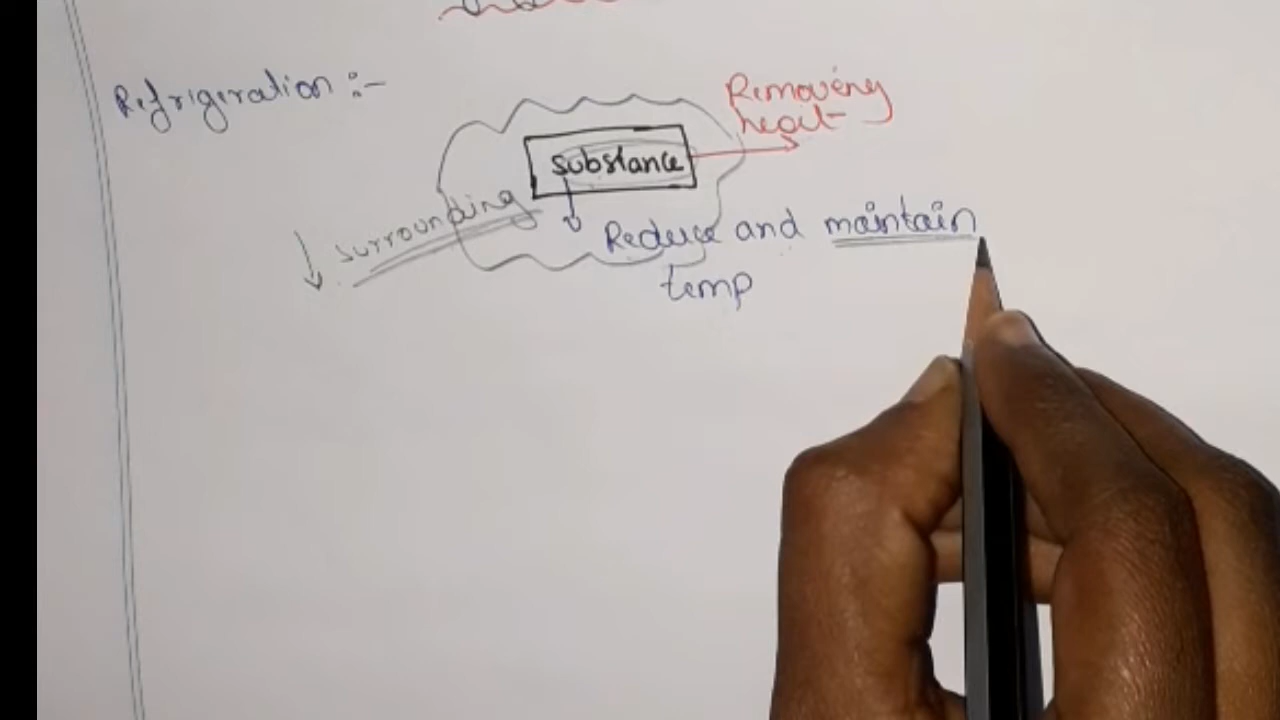 Refrigeration :-
Removing
heat
substance
surrounding
Reduce and maintain
temp